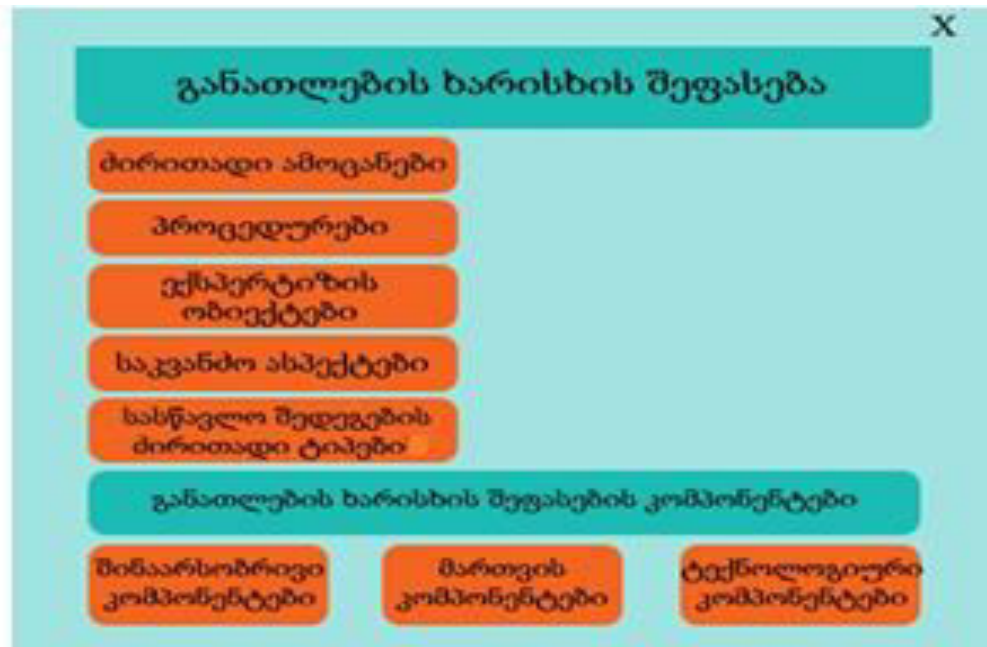 X
განათლების ხარისხის შეფასება
ძირითადი ამოცანები
პროცედურები
ექსპერტიზის
ობიექტები
საკვანძო ასპექტები
სასწავლო შედეგების
ძირითადი ტიპები
განათლების ხარისხის შეფასების კომპონენტები
შინაარსობრივი
კომპონენტები
მართვის
კომპონენტები
ტექნოლოგიური
კომპონენტები